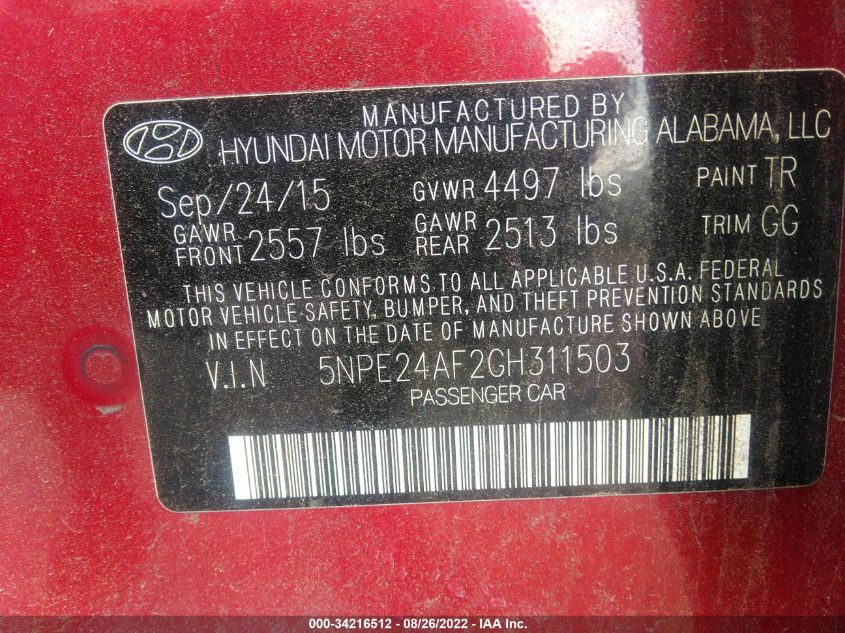 MANUFACTURED BY
HYUNDAI MOTOR MANUFACTURING ALABAMA, LLC
Sep/24/15 GVWR 4497 lbs PAINT TR
GAWR FRONT 2557 lbs GAWR REAR 2513 lbs TRIM GG
THIS VEHICLE CONFORMS TO ALL APPLICABLE U.S.A. FEDERAL
MOTOR VEHICLE SAFETY, BUMPER, AND THEFT PREVENTION STANDARDS
IN EFFECT ON THE DATE OF MANUFACTURE SHOWN ABOVE
V.I.N 5NPE24AF2GH311503
PASSENGER CAR
000-34216512 - 08/26/2022 - IAA Inc.